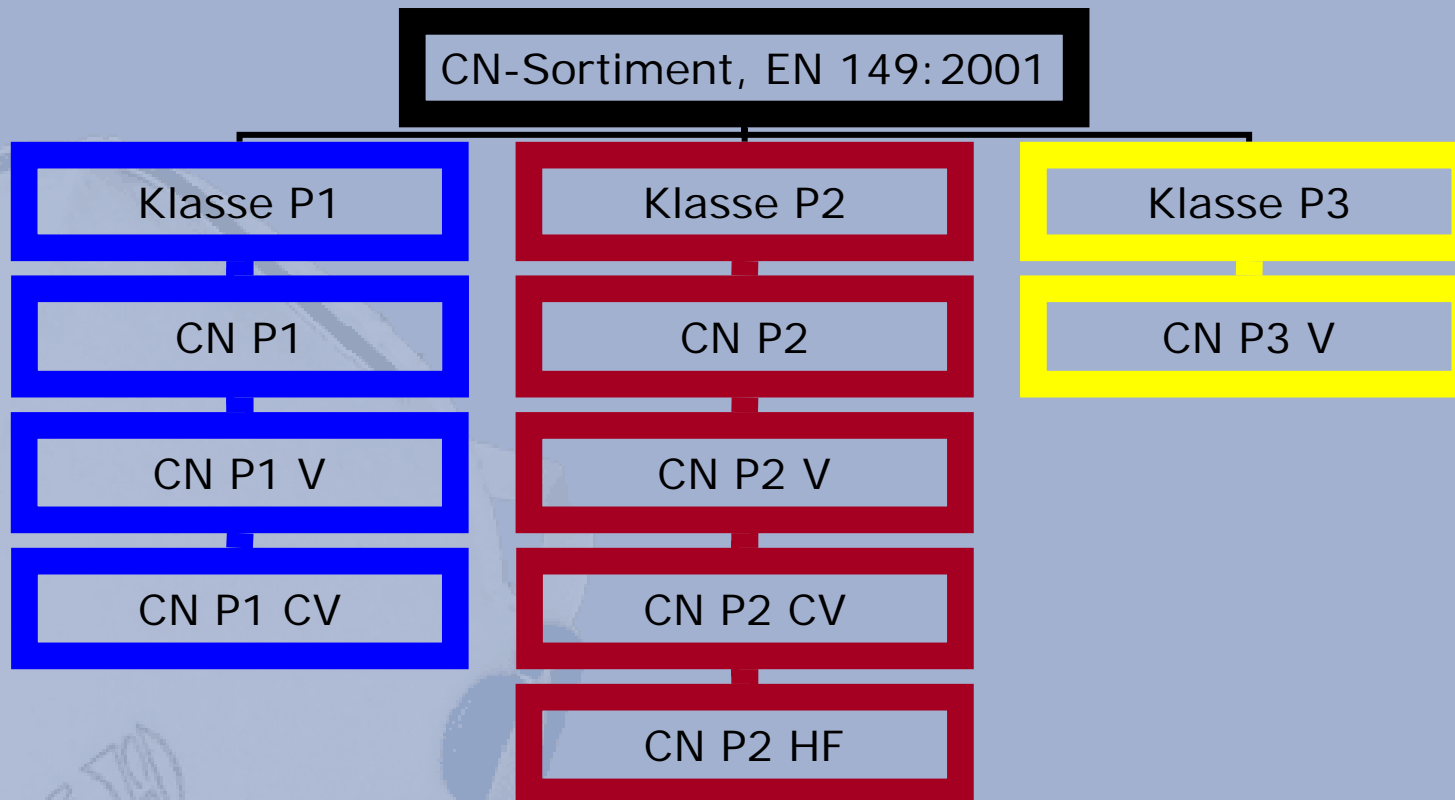 CN-Sortiment, EN 149:2001
Klasse P1
CN P1
CN P1 V
CN P1 CV
Klasse P2
CN P2
CN P2 V
CN P2 CV
CN P2 HF
Klasse P3
CN P3 V